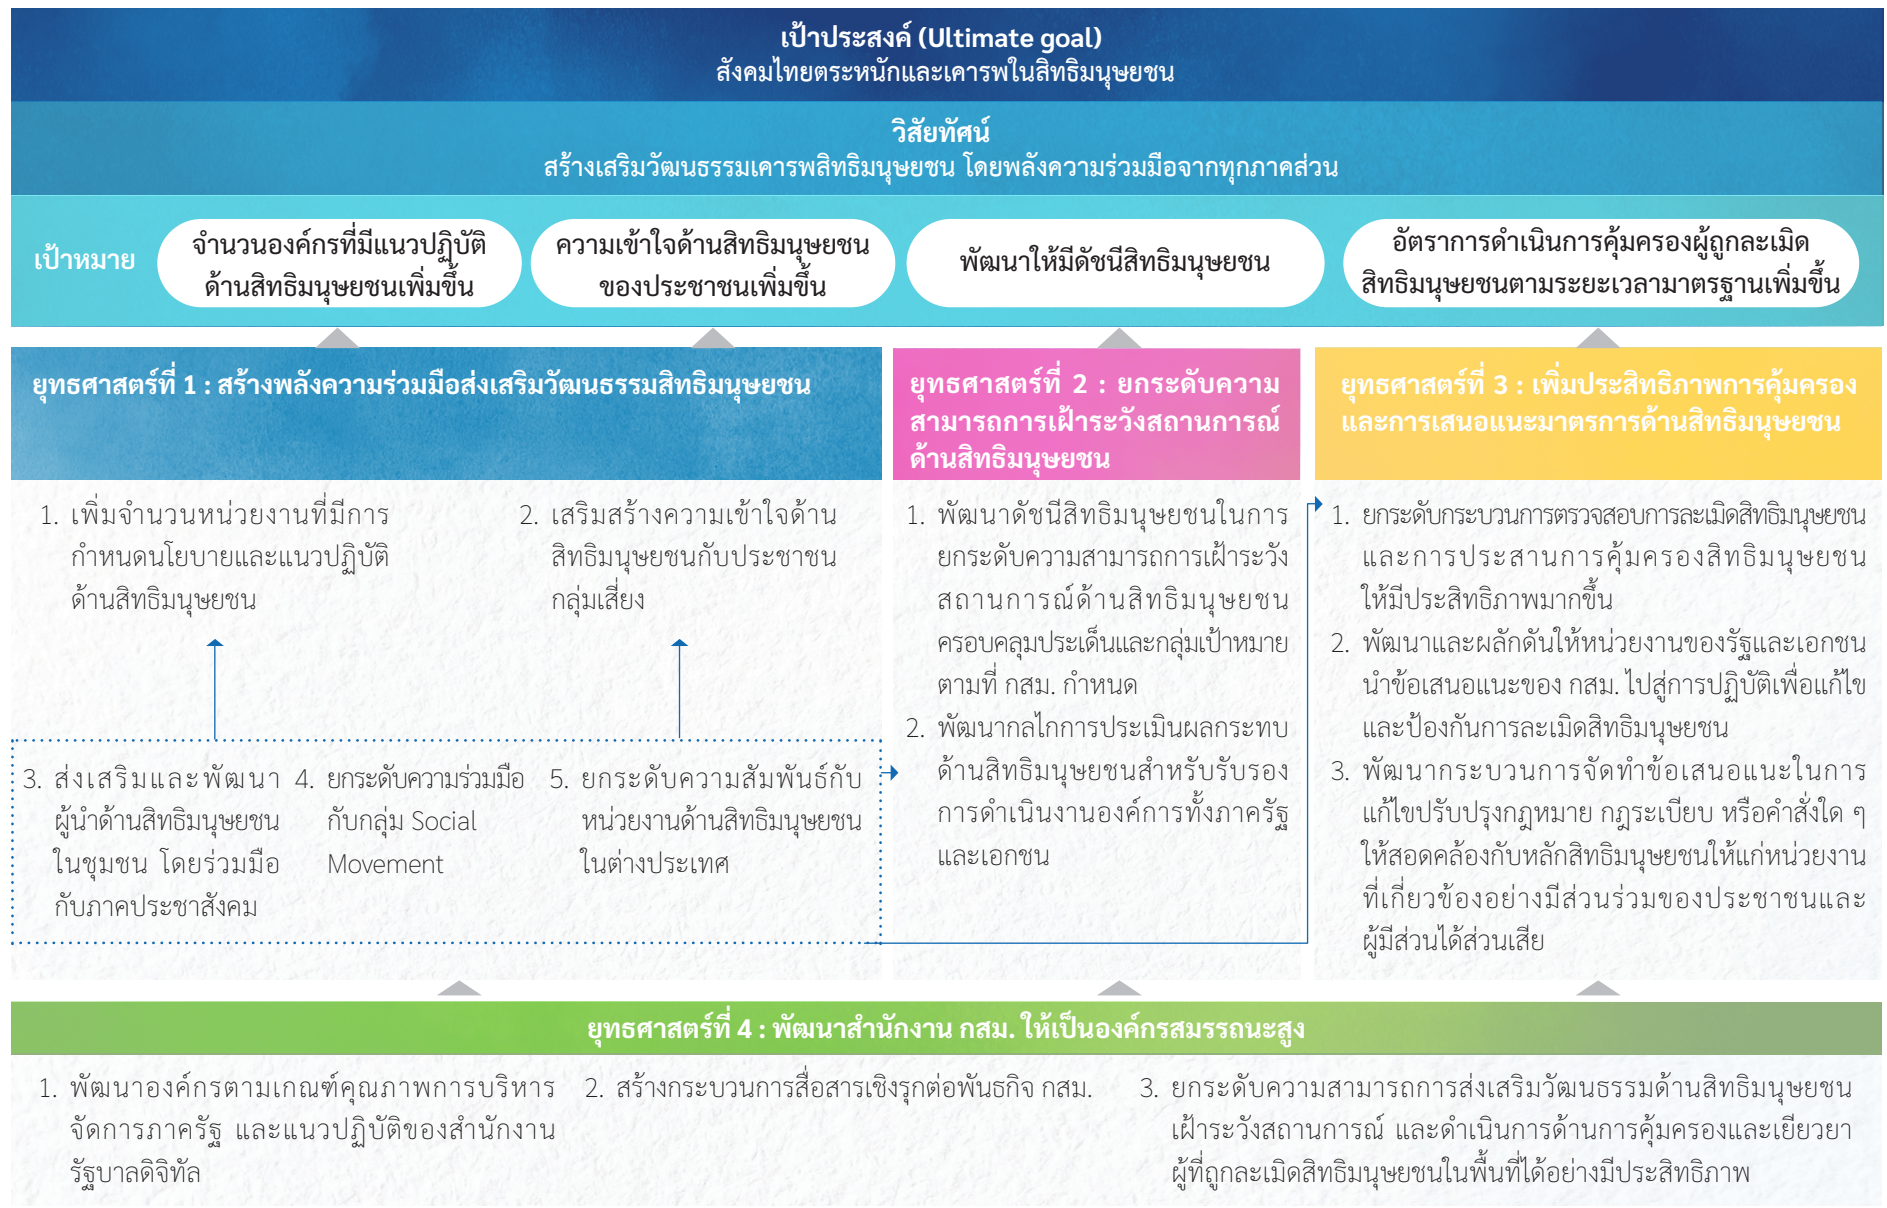 เป้าประสงค์ (Ultimate goal)
สังคมไทยตระหนักและเคารพในสิทธิมนุษยชน
วิสัยทัศน์
สร้างเสริมวัฒนธรรมเคารพสิทธิมนุษยชน โดยพลังความร่วมมือจากทุกภาคส่วน
เป้าหมาย
จำนวนองค์กรที่มีแนวปฏิบัติ
ด้านสิทธิมนุษยชนเพิ่มขึ้น
ความเข้าใจด้านสิทธิมนุษยชน
ของประชาชนเพิ่มขึ้น
พัฒนาให้มีดัชนีสิทธิมนุษยชน
อัตราการดำเนินการคุ้มครองผู้ถูกละเมิด
สิทธิมนุษยชนตามระยะเวลามาตรฐานเพิ่มขึ้น
ยุทธศาสตร์ที่ 1 : สร้างพลังความร่วมมือส่งเสริมวัฒนธรรมสิทธิมนุษยชน
1. เพิ่มจำนวนหน่วยงานที่มีการ
กำหนดนโยบายและแนวปฏิบัติ
ด้านสิทธิมนุษยชน
2. เสริมสร้างความเข้าใจด้าน
สิทธิมนุษยชนกับประชาชน
กลุ่มเสี่ยง
3. ส่งเสริมและพัฒนา
ผู้นำด้านสิทธิมนุษยชน
ในชุมชน โดยร่วมมือ
กับภาคประชาสังคม
4. ยกระดับความร่วมมือ
กับกลุ่ม Social
Movement
5. ยกระดับความสัมพันธ์กับ
หน่วยงานด้านสิทธิมนุษยชน
ในต่างประเทศ
ยุทธศาสตร์ที่ 2 : ยกระดับความ
สามารถการเฝ้าระวังสถานการณ์
ด้านสิทธิมนุษยชน
1. พัฒนาดัชนีสิทธิมนุษยชนในการ
ยกระดับความสามารถการเฝ้าระวัง
สถานการณ์ด้านสิทธิมนุษยชน
ครอบคลุมประเด็นและกลุ่มเป้าหมาย
ตามที่ กสม. กำหนด
2. พัฒนากลไกการประเมินผลกระทบ
ด้านสิทธิมนุษยชนสำหรับรับรอง
การดำเนินงานองค์การทั้งภาครัฐ
และเอกชน
ยุทธศาสตร์ที่ 3 : เพิ่มประสิทธิภาพการคุ้มครอง
และการเสนอแนะมาตรการด้านสิทธิมนุษยชน
1. ยกระดับกระบวนการตรวจสอบการละเมิดสิทธิมนุษยชน
และการประสานการคุ้มครองสิทธิมนุษยชน
ให้มีประสิทธิภาพมากขึ้น
2. พัฒนาและผลักดันให้หน่วยงานของรัฐและเอกชน
นำข้อเสนอแนะของ กสม. ไปสู่การปฏิบัติเพื่อแก้ไข
และป้องกันการละเมิดสิทธิมนุษยชน
3. พัฒนากระบวนการจัดทำข้อเสนอแนะในการ
แก้ไขปรับปรุงกฎหมาย กฎระเบียบ หรือคำสั่งใด ๆ
ให้สอดคล้องกับหลักสิทธิมนุษยชนให้แก่หน่วยงาน
ที่เกี่ยวข้องอย่างมีส่วนร่วมของประชาชนและ
ผู้มีส่วนได้ส่วนเสีย
ยุทธศาสตร์ที่ 4 : พัฒนาสำนักงาน กสม. ให้เป็นองค์กรสมรรถนะสูง
1. พัฒนาองค์กรตามเกณฑ์คุณภาพการบริหาร
จัดการภาครัฐ และแนวปฏิบัติของสำนักงาน
รัฐบาลดิจิทัล
2. สร้างกระบวนการสื่อสารเชิงรุกต่อพันธกิจ กสม.
3. ยกระดับความสามารถการส่งเสริมวัฒนธรรมด้านสิทธิมนุษยชน
เฝ้าระวังสถานการณ์ และดำเนินการด้านการคุ้มครองและเยียวยา
ผู้ที่ถูกละเมิดสิทธิมนุษยชนในพื้นที่ได้อย่างมีประสิทธิภาพ